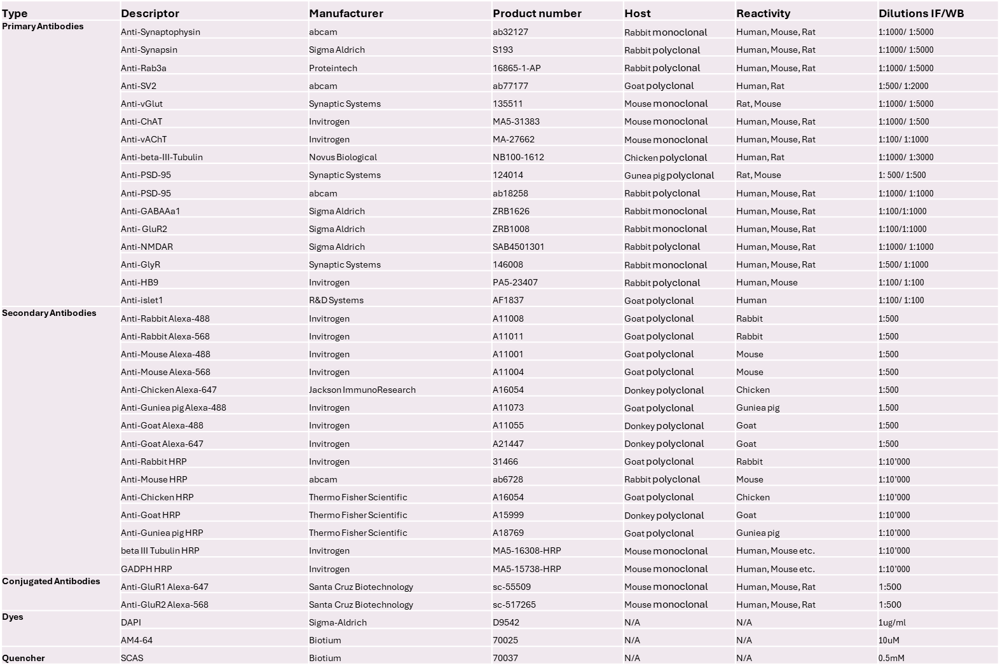 Type Descriptor Manufacturer Product number Host Reactivity Dilutions IF/WB
Primary Antibodies Anti-Synaptophysin abcam ab32127 Rabbit monoclonal Human, Mouse, Rat 1:1000/ 1:5000
Anti-Synapsin Sigma Aldrich S193 Rabbit polyclonal Human, Mouse, Rat 1:1000/ 1:5000
Anti-Rab3a Proteintech 16865-1-AP Rabbit polyclonal Human, Mouse, Rat 1:1000/ 1:5000
Anti-SV2 abcam ab77177 Goat polyclonal Human, Rat 1:500/ 1:2000
Anti-vGlut Synaptic Systems 135511 Mouse monoclonal Rat, Mouse 1:1000/ 1:5000
Anti-ChAT Invitrogen MA5-31383 Mouse monoclonal Human, Mouse, Rat 1:1000/ 1:500
Anti-vAChT Invitrogen MA-27662 Mouse monoclonal Human, Mouse, Rat 1:100/ 1:1000
Anti-beta-III-Tubulin Novus Biological NB100-1612 Chicken polyclonal Human, Rat 1:1000/ 1:3000
Anti-PSD-95 Synaptic Systems 124014 Gunea pig polyclonal Rat, Mouse 1: 500/ 1:500
Anti-PSD-95 abcam ab18258 Rabbit polyclonal Human, Mouse, Rat 1:1000/ 1:1000
Anti-GABAAa1 Sigma Aldrich ZRB1626 Rabbit monoclonal Human, Mouse, Rat 1:100/1:1000
Anti- GluR2 Sigma Aldrich ZRB1008 Rabbit monoclonal Human, Mouse, Rat 1:100/1:1000
Anti-NMDAR Sigma Aldrich SAB4501301 Rabbit polyclonal Human, Mouse, Rat 1:1000/ 1:1000
Anti-GlyR Synaptic Systems 146008 Rabbit monoclonal Human, Mouse, Rat 1:500/ 1:1000
Anti-HB9 Invitrogen PA5-23407 Rabbit polyclonal Human, Mouse 1:100/ 1:100
Anti-islet1 R&D Systems AF1837 Goat polyclonal Human 1:100/ 1:100
Secondary Antibodies Anti-Rabbit Alexa-488 Invitrogen A11008 Goat polyclonal Rabbit 1:500
Anti-Rabbit Alexa-568 Invitrogen A11011 Goat polyclonal Rabbit 1:500
Anti-Mouse Alexa-488 Invitrogen A11001 Goat polyclonal Mouse 1:500
Anti-Mouse Alexa-568 Invitrogen A11004 Goat polyclonal Mouse 1:500
Anti-Chicken Alexa-647 Jackson ImmunoResearch A16054 Donkey polyclonal Chicken 1:500
Anti-Guniea pig Alexa-488 Invitrogen A11073 Goat polyclonal Guniea pig 1.500
Anti-Goat Alexa-488 Invitrogen A11055 Donkey polyclonal Goat 1:500
Anti-Goat Alexa-647 Invitrogen A21447 Donkey polyclonal Goat 1:500
Anti-Rabbit HRP Invitrogen 31466 Goat polyclonal Rabbit 1:10'000
Anti-Mouse HRP abcam ab6728 Rabbit polyclonal Mouse 1:10'000
Anti-Chicken HRP Thermo Fisher Scientific A16054 Goat polyclonal Chicken 1:10'000
Anti-Goat HRP Thermo Fisher Scientific A15999 Donkey polyclonal Goat 1:10'000
Anti-Guniea pig HRP Thermo Fisher Scientific A18769 Goat polyclonal Guniea pig 1:10'000
beta III Tubulin HRP Invitrogen MA5-16308-HRP Mouse monoclonal Human, Mouse etc. 1:10'000
GADPH HRP Invitrogen MA5-15738-HRP Mouse monoclonal Human, Mouse etc. 1:10'000
Conjugated Antibodies Anti-GluR1 Alexa-647 Santa Cruz Biotechnology sc-55509 Mouse monoclonal Human, Mouse, Rat 1:500
Anti-GluR2 Alexa-568 Santa Cruz Biotechnology sc-517265 Mouse monoclonal Human, Mouse, Rat 1:500
Dyes DAPI Sigma-Aldrich D9542 N/A N/A 1ug/ml
AM4-64 Biotium 70025 N/A N/A 10uM
Quencher SCAS Biotium 70037 N/A N/A 0.5mM